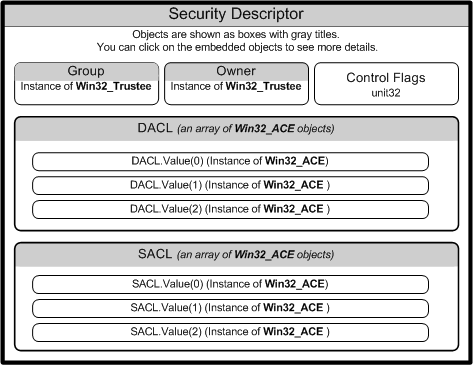 Security Descriptor
Objects are shown as boxes with gray titles.
You can click on the embedded objects to see more details.
Group
Instance of Win32_Trustee
Owner
Instance of Win32_Trustee
Control Flags
unit32
DACL (an array of Win32_ACE objects)
DACL.Value(0) (Instance of Win32_ACE)
DACL.Value(1) (Instance of Win32_ACE )
DACL.Value(2) (Instance of Win32_ACE )
SACL (an array of Win32_ACE objects)
SACL.Value(0) (Instance of Win32_ACE )
SACL.Value(1) (Instance of Win32_ACE )
SACL.Value(2) (Instance of Win32_ACE )